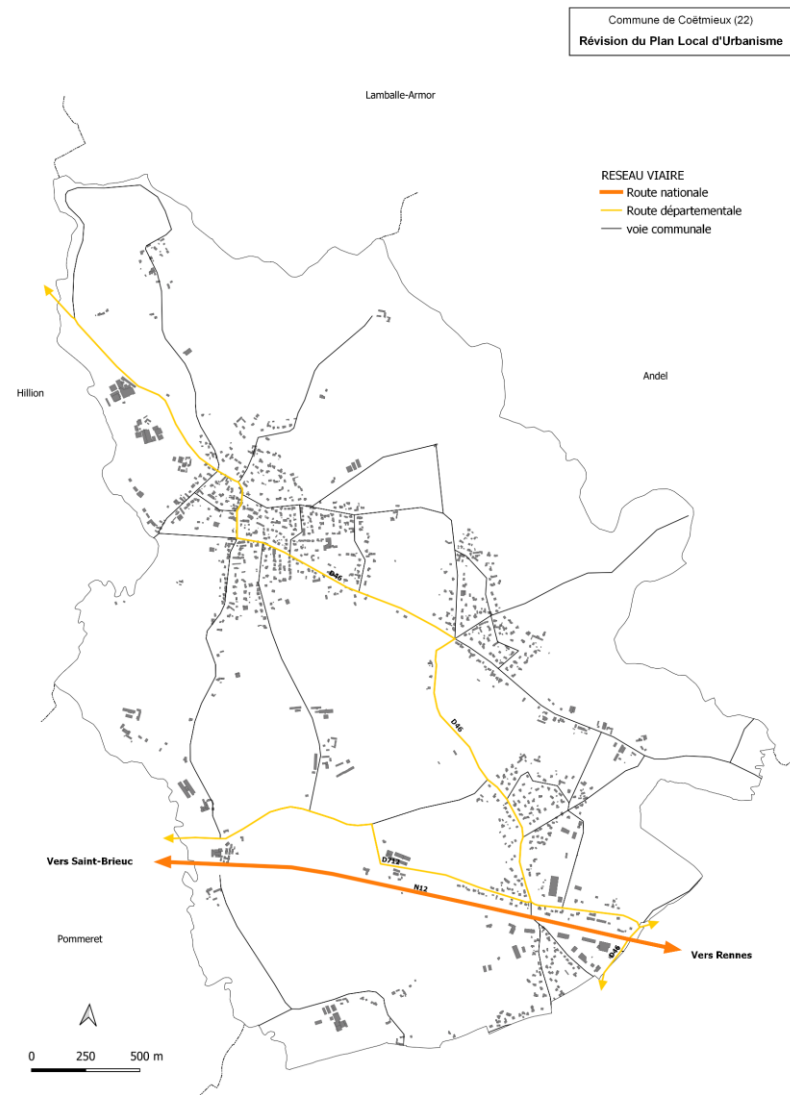 Commune de Coëtmieux (22)
Révision du Plan Local d'Urbanisme
Lamballe-Armor
RESEAU VIAIRE
Route nationale
Route départementale
voie communale
Andel
Hillion
D46
D46
Vers Saint-Brieuc
D712
N12
Pommeret
D46
Vers Rennes
0 250 500 m